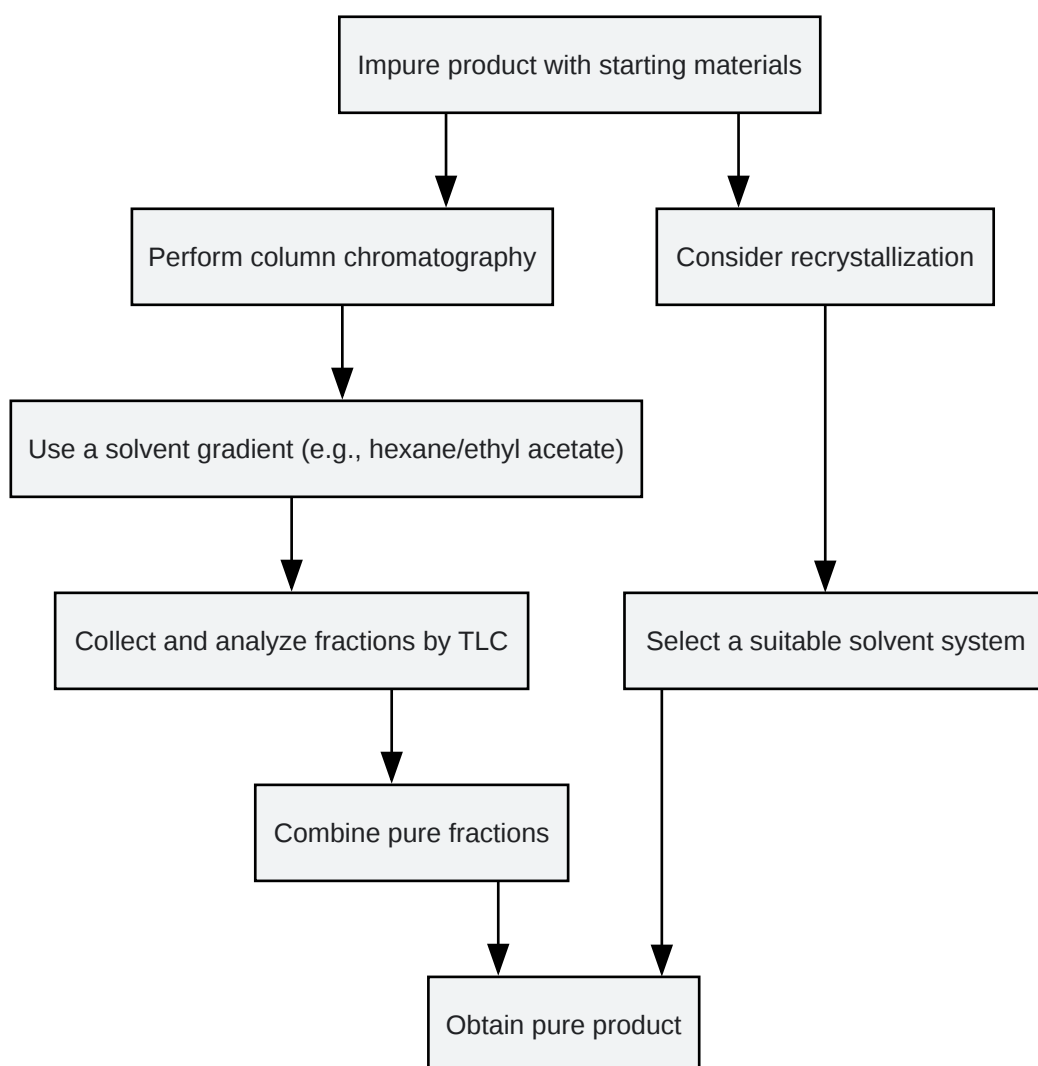 Impure product with starting materials
Perform column chromatography
Consider recrystallization
Use a solvent gradient (e.g., hexane/ethyl acetate)
Collect and analyze fractions by TLC
Select a suitable solvent system
Combine pure fractions
Obtain pure product